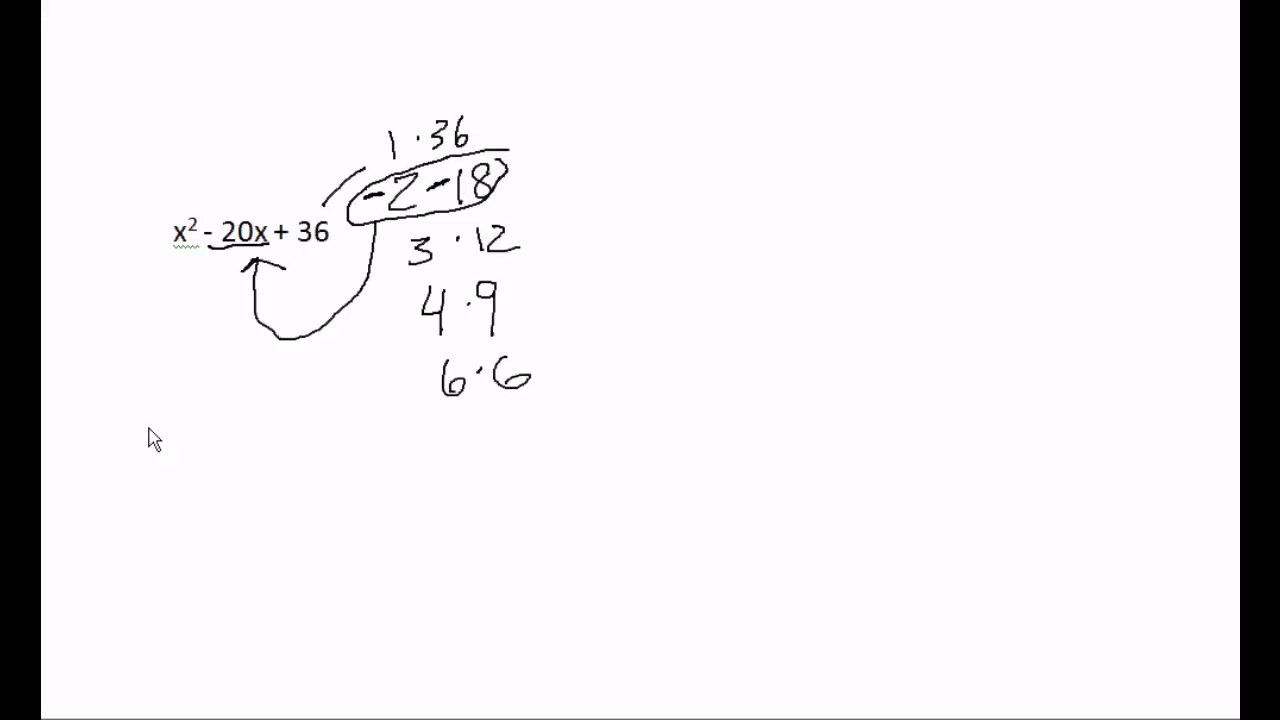 1 · 36
-2 -18
x² - 20x + 36
3 · 12
4 · 9
6 · 6